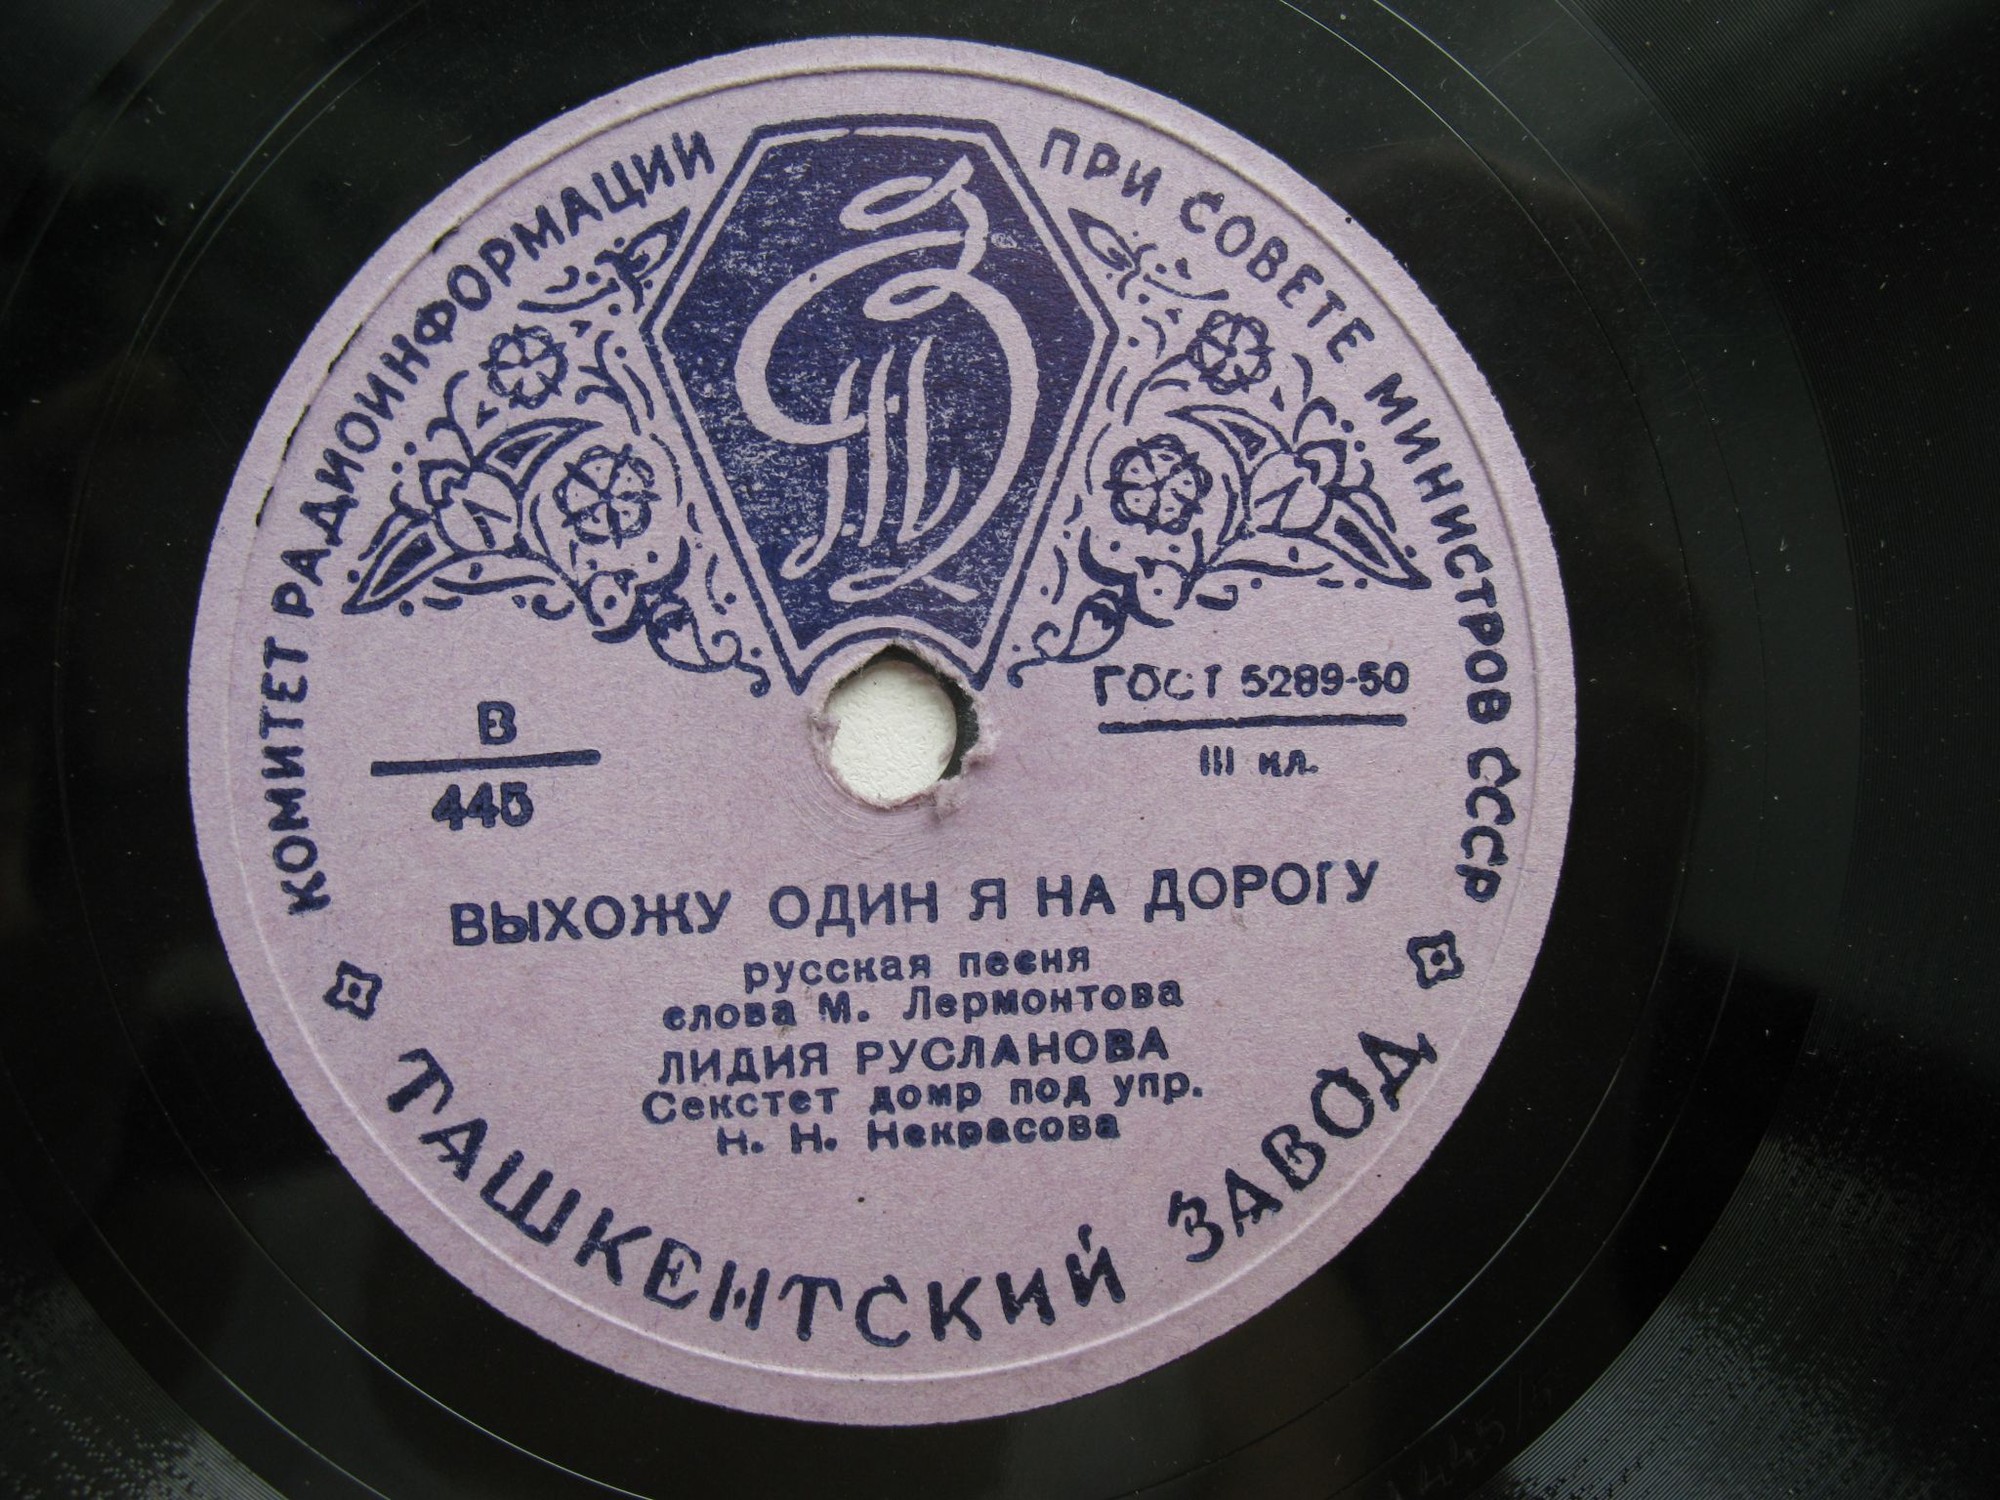 КОМИТЕТ РАДИОИНФОРМАЦИИ ПРИ СОВЕТЕ МИНИСТРОВ СССР
В
445
ГОСТ 5289-50
III кл.
ВЫХОЖУ ОДИН Я НА ДОРОГУ
русская песня
слова М. Лермонтова
ЛИДИЯ РУСЛАНОВА
Секстет домр под упр.
Н. Н. Некрасова
ТАШКЕНТСКИЙ ЗАВОД